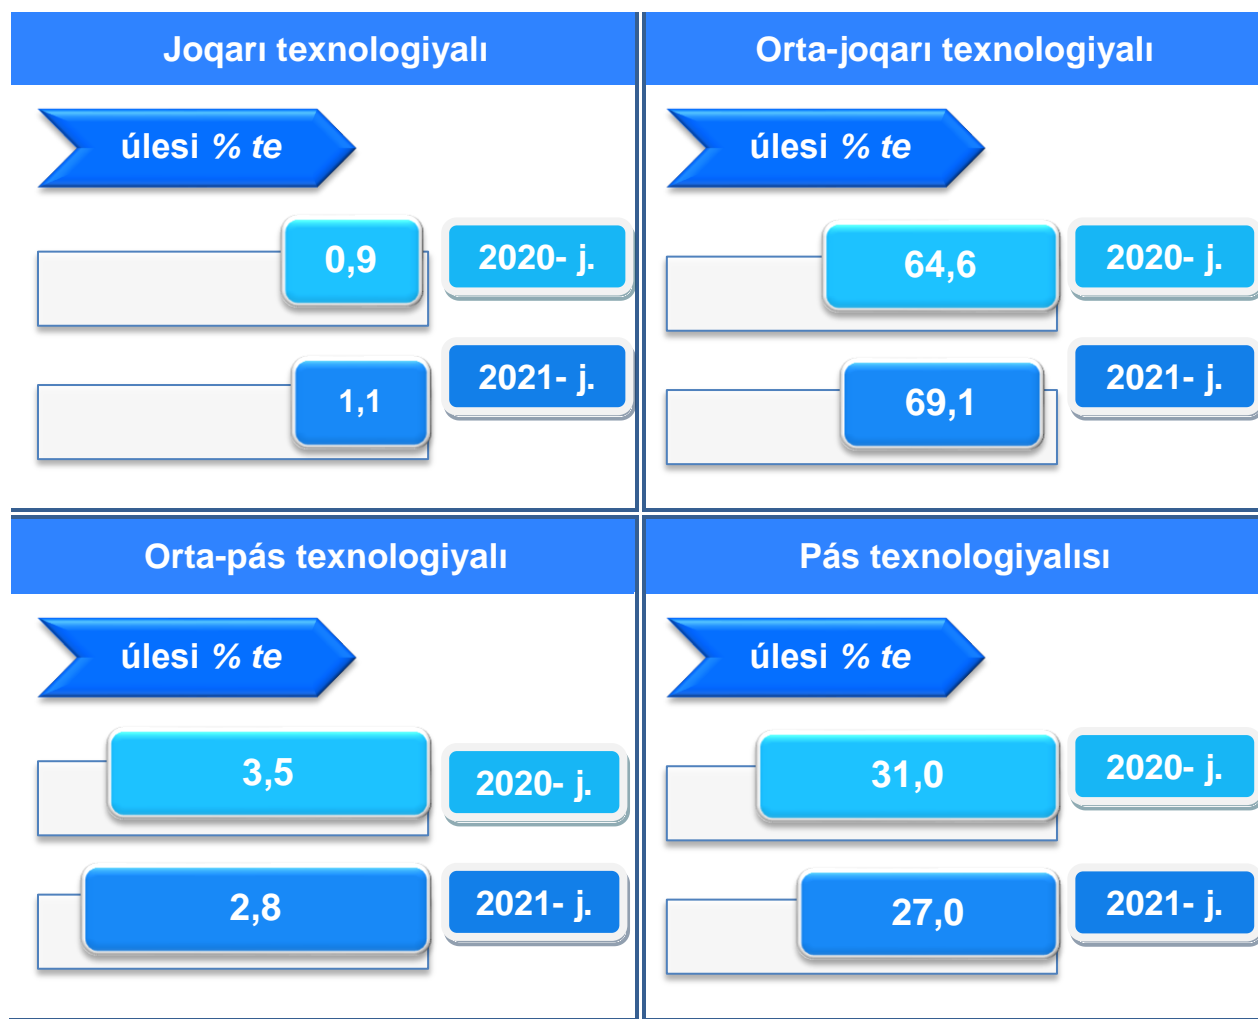 Joqarı texnologiyalı
úlesi % te
0,9
2020- j.
1,1
2021- j.
Orta-joqarı texnologiyalı
úlesi % te
64,6
2020- j.
69,1
2021- j.
Orta-pás texnologiyalı
úlesi % te
3,5
2020- j.
2,8
2021- j.
Pás texnologiyalısı
úlesi % te
31,0
2020- j.
27,0
2021- j.